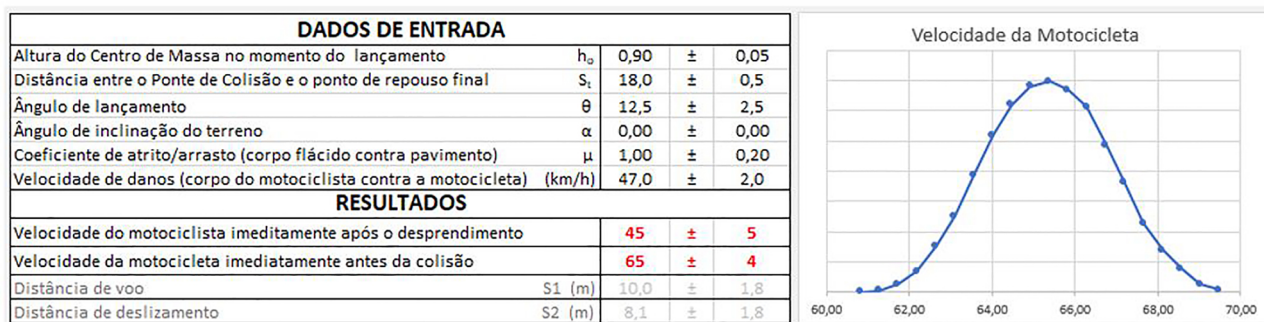 DADOS DE ENTRADA
Altura do Centro de Massa no momento do lançamento hₒ 0,90 ± 0,05
Distância entre o Ponte de Colisão e o ponto de repouso final Sₜ 18,0 ± 0,5
Ângulo de lançamento θ 12,5 ± 2,5
Ângulo de inclinação do terreno α 0,00 ± 0,00
Coeficiente de atrito/arrasto (corpo flácido contra pavimento) μ 1,00 ± 0,20
Velocidade de danos (corpo do motociclista contra a motocicleta) (km/h) 47,0 ± 2,0
RESULTADOS
Velocidade do motociclista imeditamente após o desprendimento 45 ± 5
Velocidade da motocicleta imediatamente antes da colisão 65 ± 4
Distância de voo S1 (m) 10,0 ± 1,8
Distância de deslizamento S2 (m) 8,1 ± 1,8
Velocidade da Motocicleta
60,00 62,00 64,00 66,00 68,00 70,00